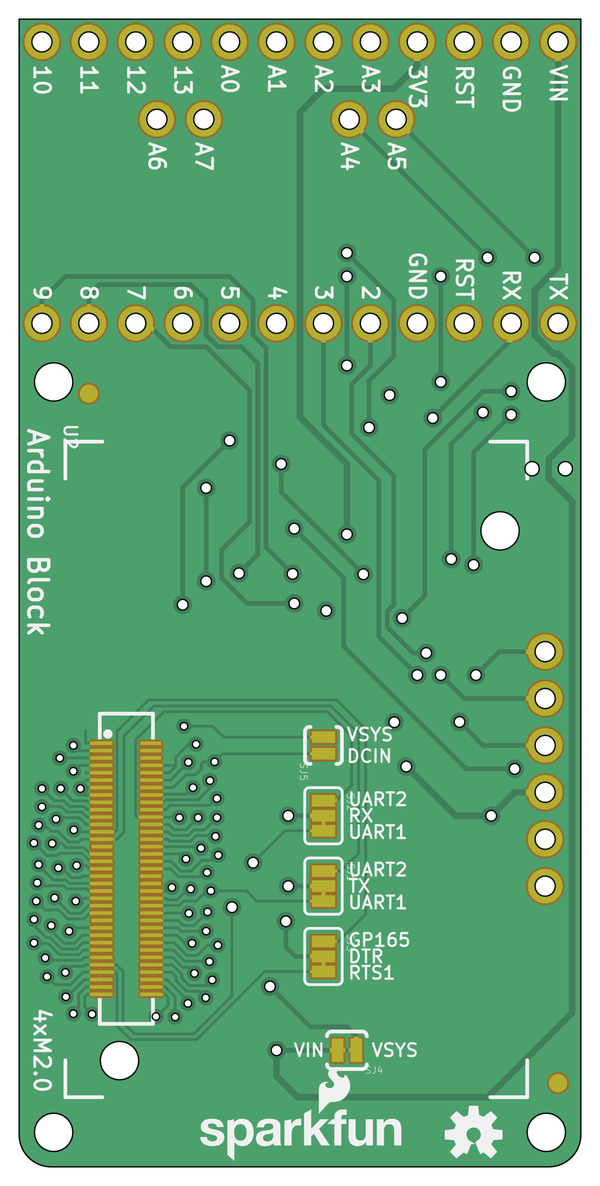 10 11 12 13 A0 A1 A2 A3 3V3 RST GND VIN
A6 A7 A4 A5
9 8 7 6 5 4 3 2 GND RST RX TX
Arduino Block
VSYS
DCIN
SJ5
UART2
RX
UART1
UART2
TX
UART1
GP165
DTR
RTS1
4xM2.0
VIN VSYS
SJ4
sparkfun